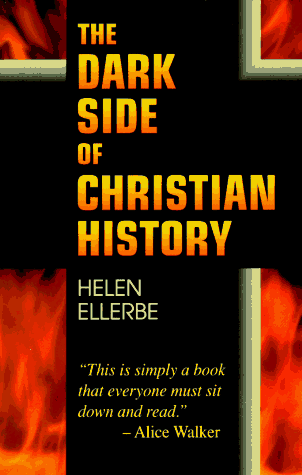 THE
DARK
SIDE
OF
CHRISTIAN
HISTORY
HELEN
ELLERBE
“This is simply a book
that everyone must sit
down and read.”
– Alice Walker